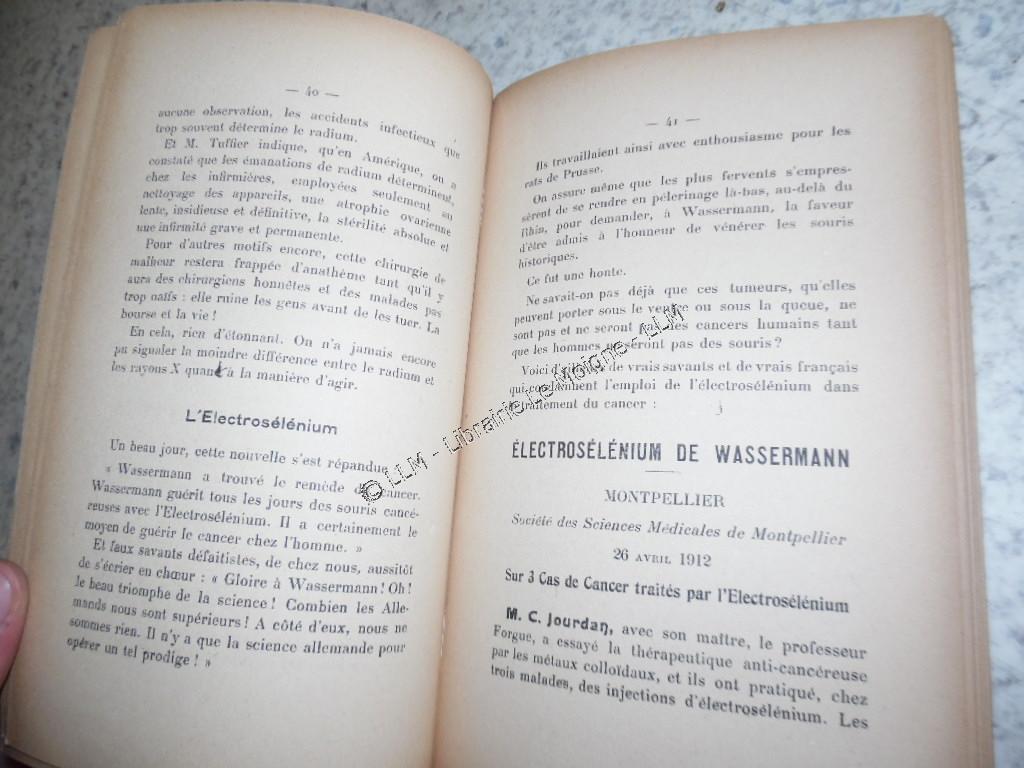 — 40 —
aucune observation, les accidents infectieux que
trop souvent détermine le radium.
Et M. Tuffier indique, qu'en Amérique, on a
constaté que les émanations de radium déterminent,
chez les infirmières, employées seulement au
nettoyage des appareils, une atrophie ovarienne
lente, insidieuse et définitive, la stérilité absolue et
une infirmité grave et permanente.
Pour d'autres motifs encore, cette chirurgie de
malheur restera frappée d'anathème tant qu'il y
aura des chirurgiens honnêtes et des malades pas
trop naïfs : elle ruine les gens avant de les tuer. La
bourse et la vie !
En cela, rien d'étonnant. On n'a jamais encore
pu signaler la moindre différence entre le radium et
les rayons X quant à la manière d'agir.
L'Electrosélénium
Un beau jour, cette nouvelle s'est répandue
« Wassermann a trouvé le remède du cancer.
Wassermann guérit tous les jours des souris cancé-
reuses avec l'Electrosélénium. Il a certainement le
moyen de guérir le cancer chez l'homme. »
Et faux savants défaitistes, de chez nous, aussitôt
de s'écrier en chœur : « Gloire à Wassermann ! Oh !
le beau triomphe de la science ! Combien les Alle-
mands nous sont supérieurs ! A côté d'eux, nous ne
sommes rien. Il n'y a que la science allemande pour
opérer un tel prodige ! »
— 41 —
Ils travaillaient ainsi avec enthousiasme pour les
rats de Prusse.
On assure même que les plus fervents s'empres-
sèrent de se rendre en pèlerinage là-bas, au-delà du
Rhin, pour demander, à Wassermann, la faveur
d'être admis à l'honneur de vénérer les souris
historiques.
Ce fut une honte.
Ne savait-on pas déjà que ces tumeurs, qu'elles
peuvent porter sous le ventre ou sous la queue, ne
sont pas et ne seront pas des cancers humains tant
que les hommes ne seront pas des souris ?
Voici d'ailleurs de vrais savants et de vrais français
qui condamnent l'emploi de l'électrosélénium dans
le traitement du cancer :
ÉLECTROSÉLÉNIUM DE WASSERMANN
MONTPELLIER
Société des Sciences Médicales de Montpellier
26 AVRIL 1912
Sur 3 Cas de Cancer traités par l'Electrosélénium
M. C. Jourdan, avec son maître, le professeur
Forgue, a essayé la thérapeutique anti-cancéreuse
par les métaux colloïdaux, et ils ont pratiqué, chez
trois malades, des injections d'électrosélénium. Les
© LLM - Librairie Le Moigne - LLM